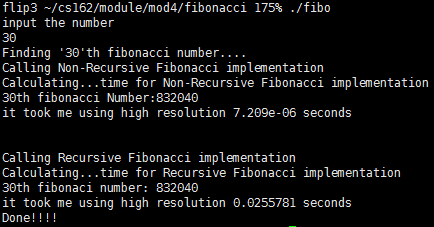 flip3 ~/cs162/module/mod4/fibonacci 175% ./fibo
input the number
30
Finding '30'th fibonacci number....
Calling Non-Recursive Fibonacci implementation
Calculating...time for Non-Recursive Fibonacci implementation
30th fibonacci Number:832040
it took me using high resolution 7.209e-06 seconds
Calling Recursive Fibonacci implementation
Calculating...time for Recursive Fibonacci implementation
30th fibonaci number: 832040
it took me using high resolution 0.0255781 seconds
Done!!!!